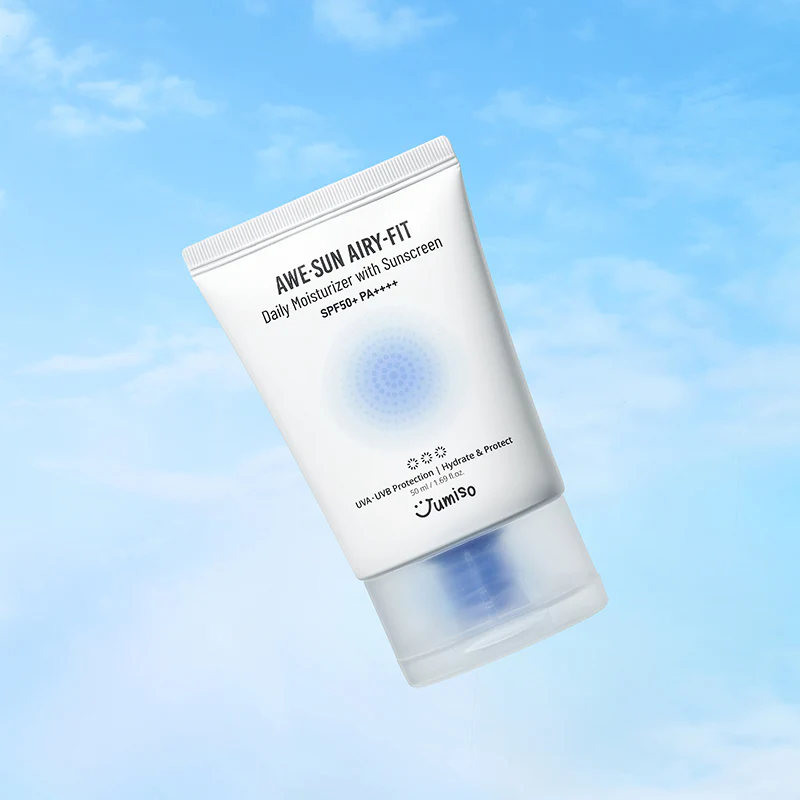 AWE·SUN AIRY-FIT
Daily Moisturizer with Sunscreen
SPF50+ PA++++
UVA·UVB Protection | Hydrate & Protect
50 ml / 1.69 fl.oz.
Jumiso